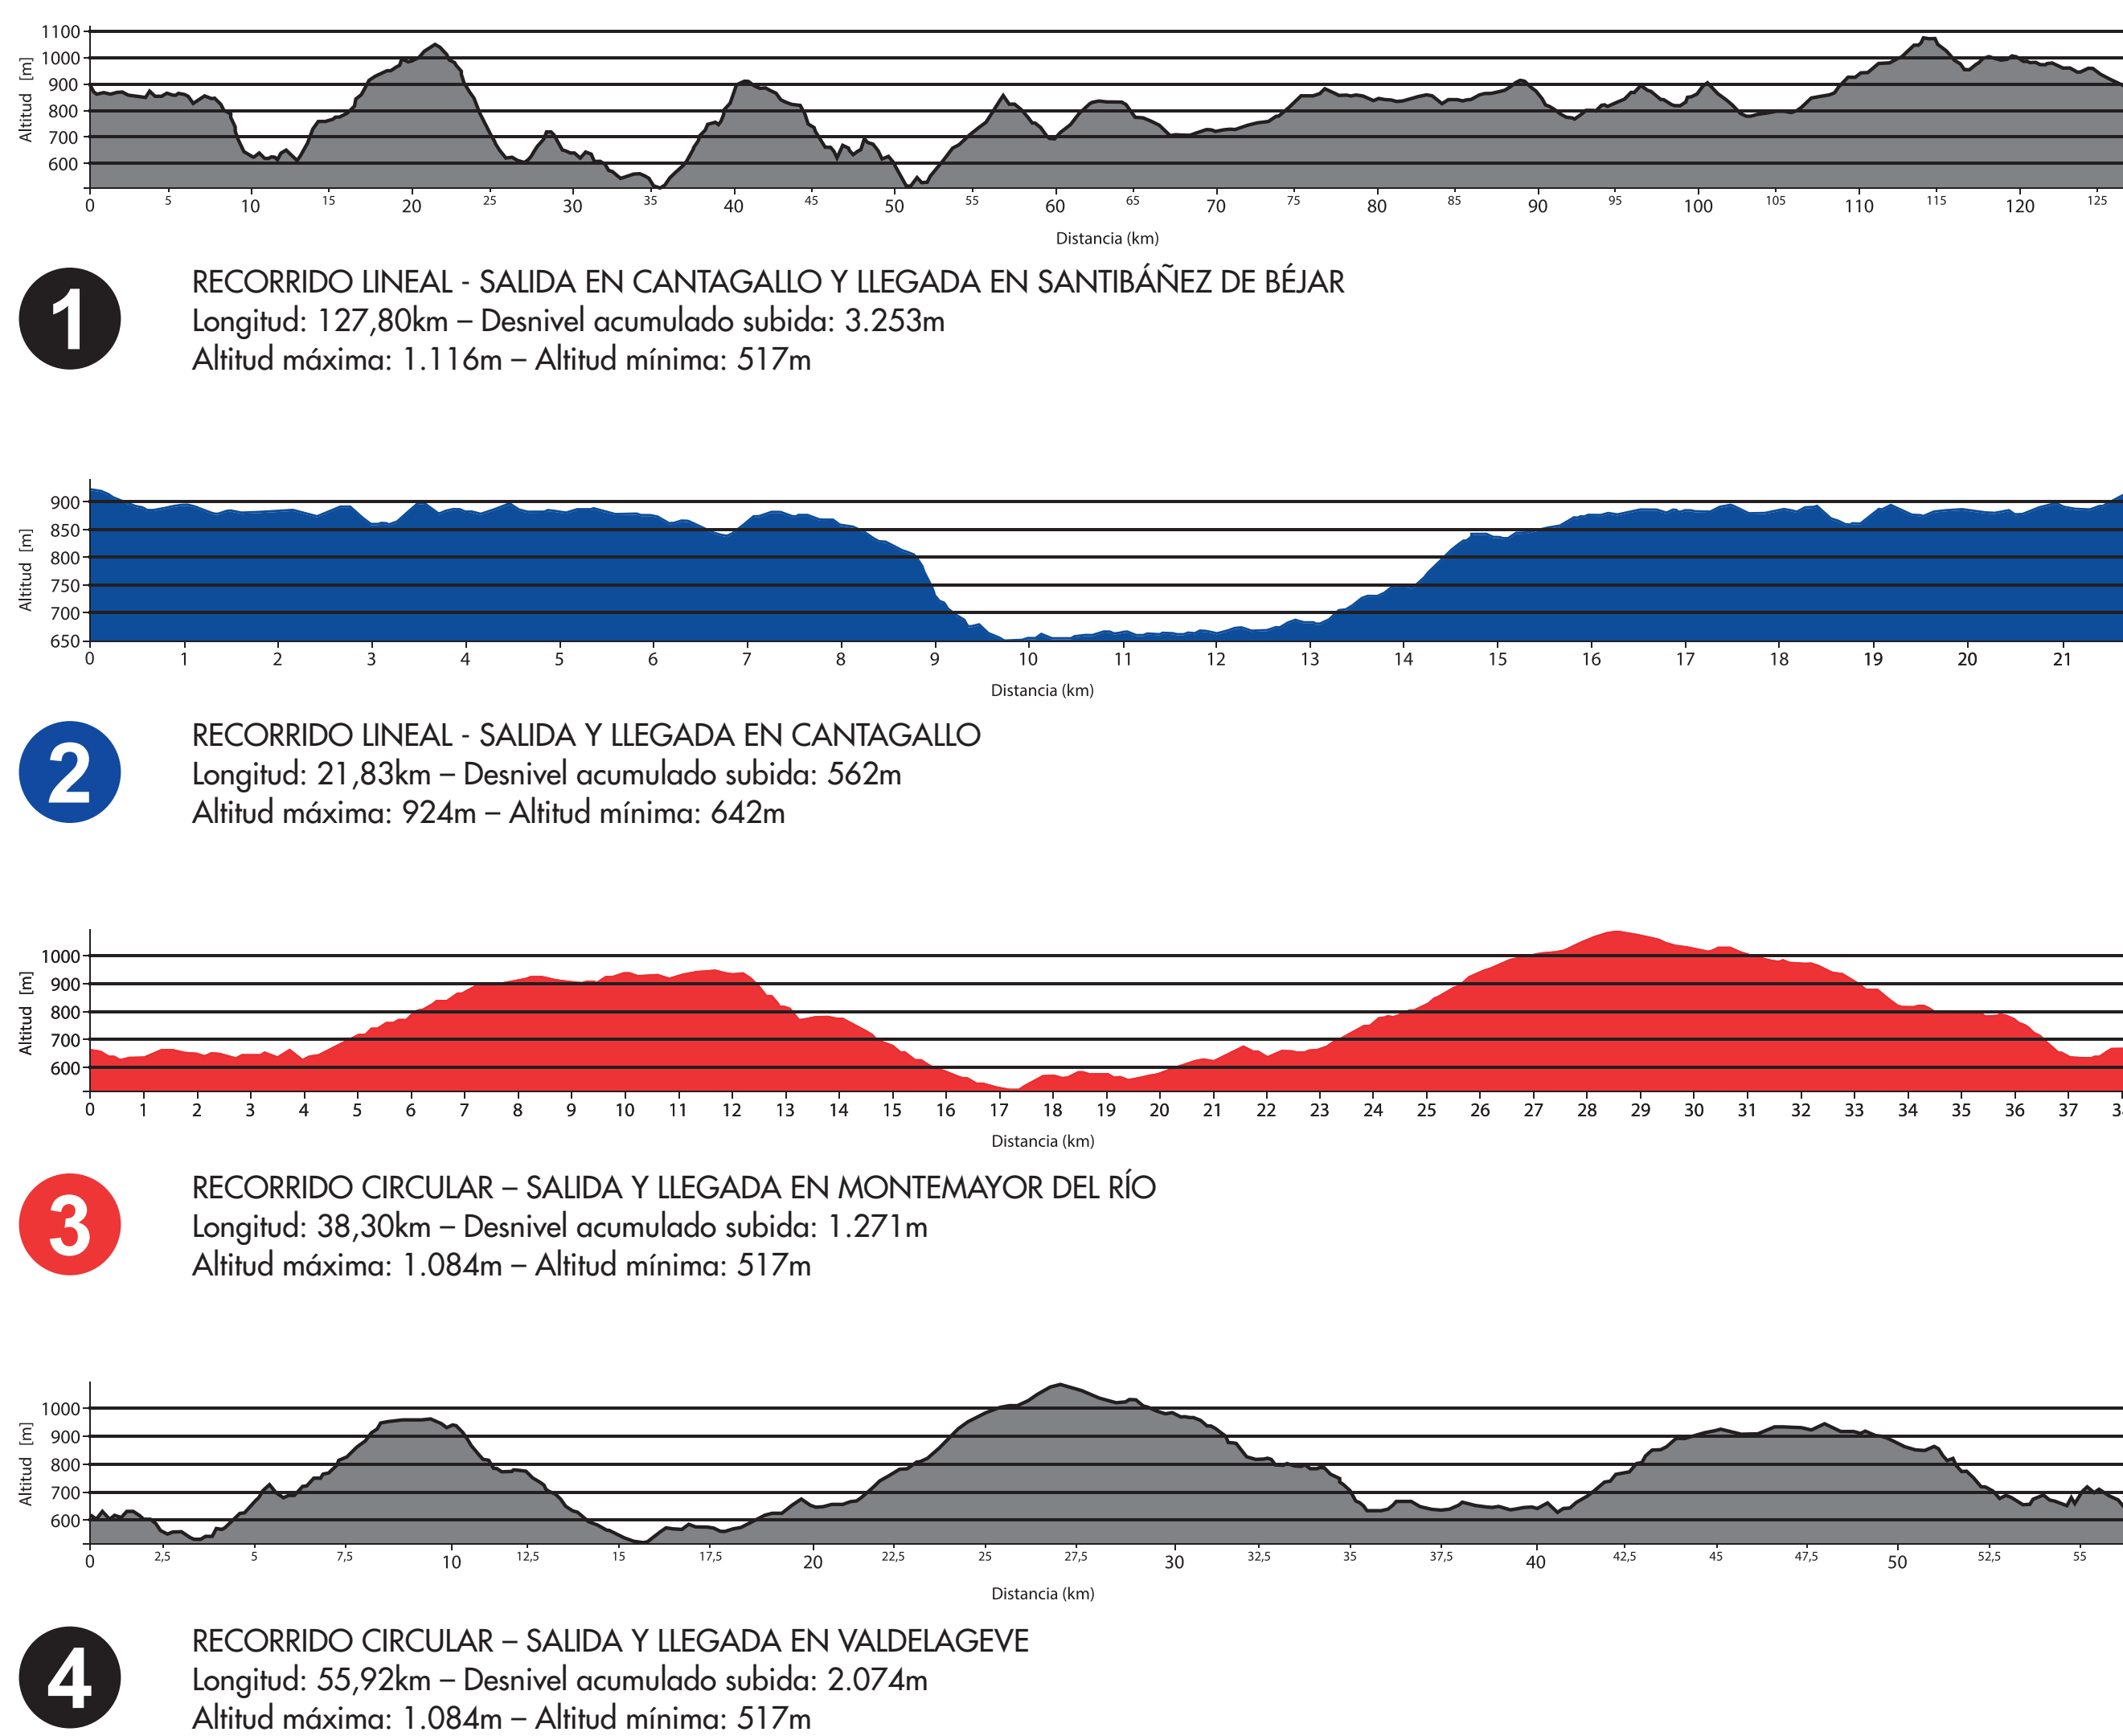 1100
1000
900
800
700
600
Altitud [m]
0 5 10 15 20 25 30 35 40 45 50 55 60 65 70 75 80 85 90 95 100 105 110 115 120 125
Distancia (km)
1
RECORRIDO LINEAL - SALIDA EN CANTAGALLO Y LLEGADA EN SANTIBÁÑEZ DE BÉJAR
Longitud: 127,80km – Desnivel acumulado subida: 3.253m
Altitud máxima: 1.116m – Altitud mínima: 517m
900
850
800
750
700
650
Altitud [m]
0 1 2 3 4 5 6 7 8 9 10 11 12 13 14 15 16 17 18 19 20 21
Distancia (km)
2
RECORRIDO LINEAL - SALIDA Y LLEGADA EN CANTAGALLO
Longitud: 21,83km – Desnivel acumulado subida: 562m
Altitud máxima: 924m – Altitud mínima: 642m
1000
900
800
700
600
Altitud [m]
0 1 2 3 4 5 6 7 8 9 10 11 12 13 14 15 16 17 18 19 20 21 22 23 24 25 26 27 28 29 30 31 32 33 34 35 36 37
Distancia (km)
3
RECORRIDO CIRCULAR – SALIDA Y LLEGADA EN MONTEMAYOR DEL RÍO
Longitud: 38,30km – Desnivel acumulado subida: 1.271m
Altitud máxima: 1.084m – Altitud mínima: 517m
1000
900
800
700
600
Altitud [m]
0 2,5 5 7,5 10 12,5 15 17,5 20 22,5 25 27,5 30 32,5 35 37,5 40 42,5 45 47,5 50 52,5 55
Distancia (km)
4
RECORRIDO CIRCULAR – SALIDA Y LLEGADA EN VALDELAGEVE
Longitud: 55,92km – Desnivel acumulado subida: 2.074m
Altitud máxima: 1.084m – Altitud mínima: 517m